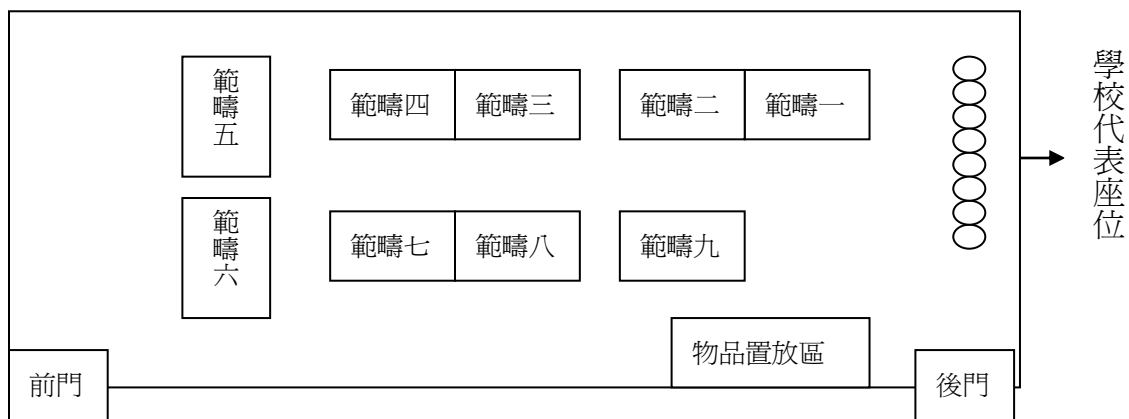 範疇五
範疇四
範疇三
範疇二
範疇一
學校代表座位
範疇六
範疇七
範疇八
範疇九
物品置放區
前門
後門